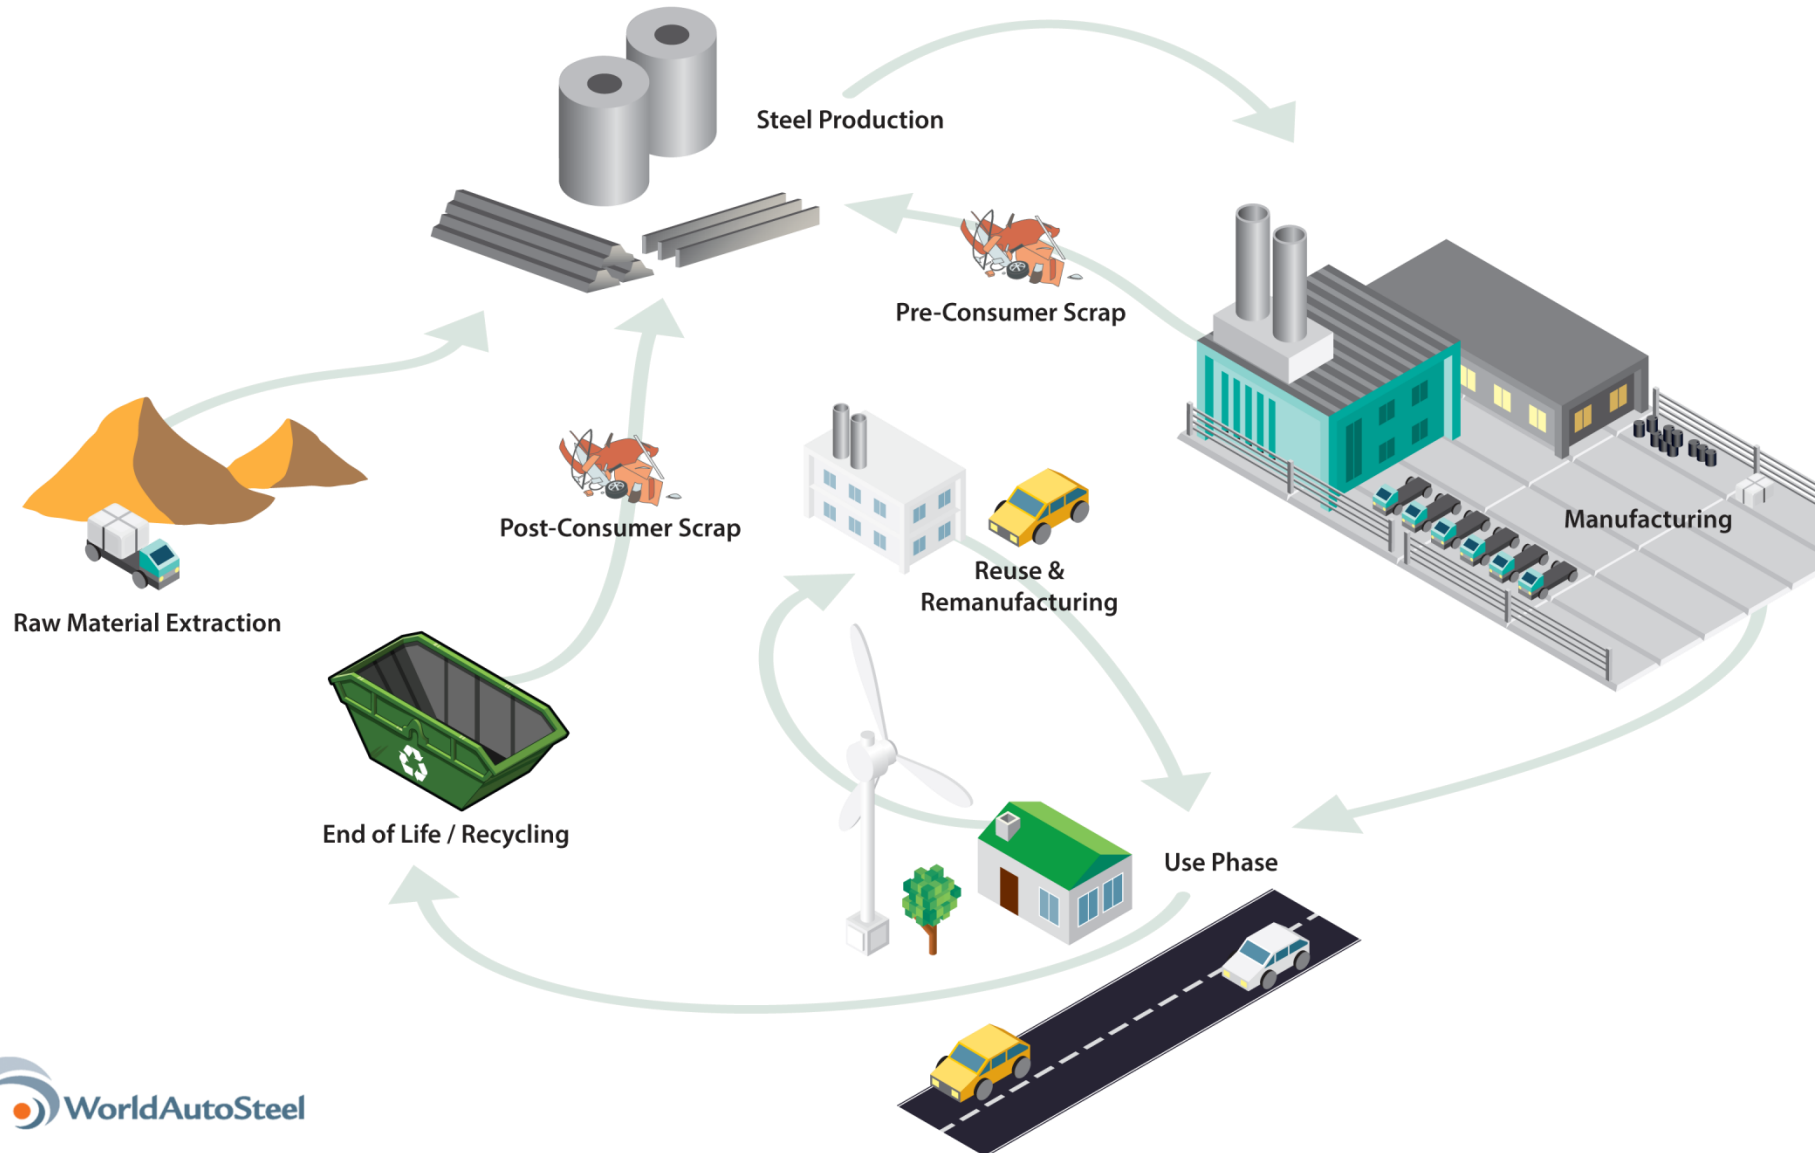 Steel Production
Pre-Consumer Scrap
Post-Consumer Scrap
Manufacturing
Reuse &
Remanufacturing
Raw Material Extraction
End of Life / Recycling
Use Phase
WorldAutoSteel